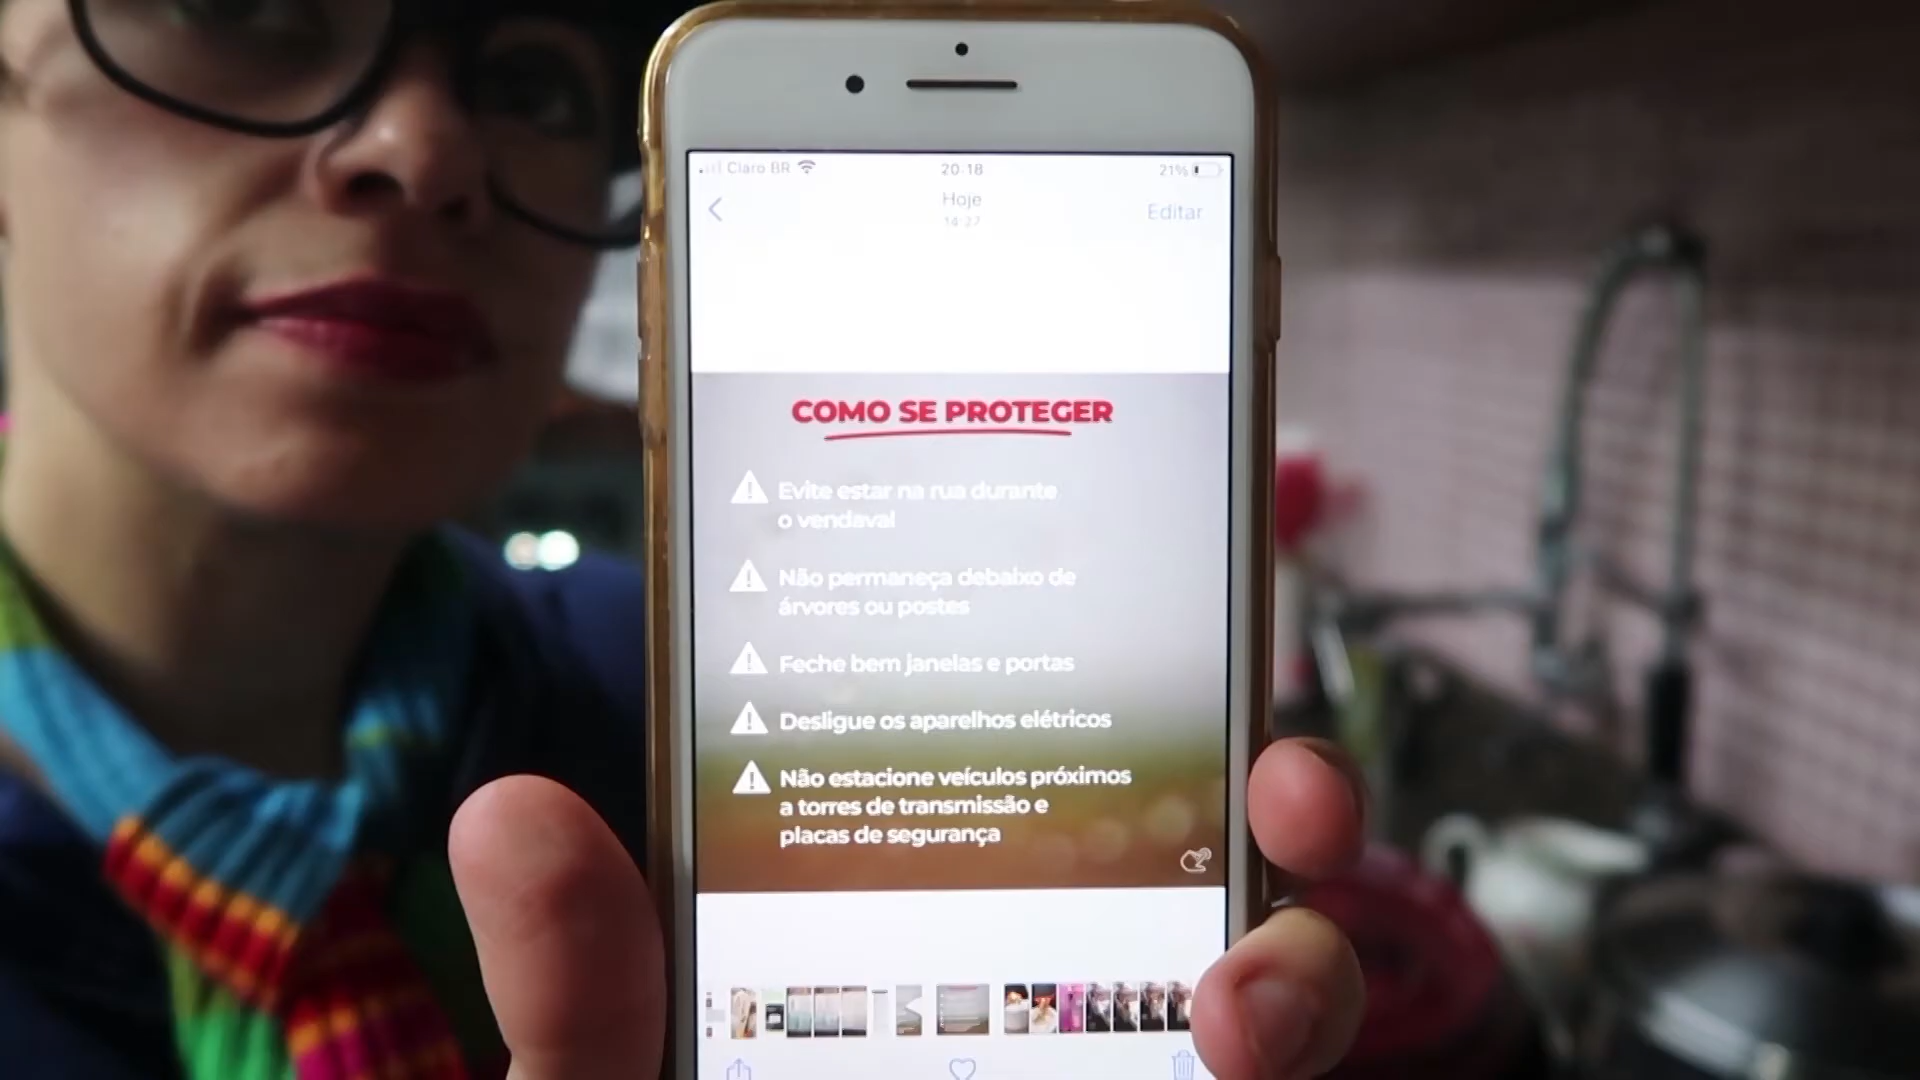 Claro BR
20:18
21%
Hoje
14:27
Editar
COMO SE PROTEGER
Evite estar na rua durante
o vendaval
Não permaneça debaixo de
árvores ou postes
Feche bem janelas e portas
Desligue os aparelhos elétricos
Não estacione veículos próximos
a torres de transmissão e
placas de segurança